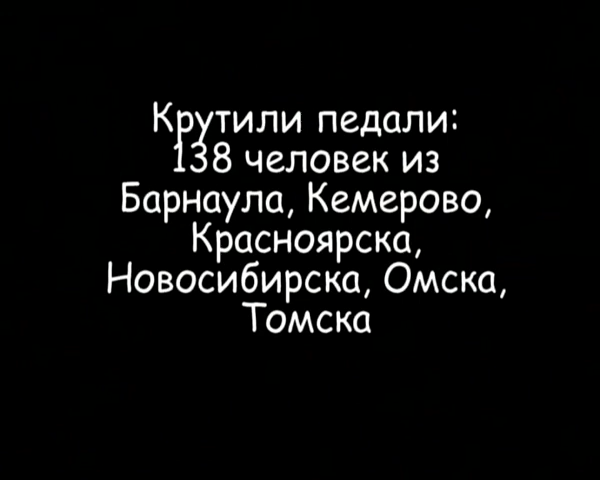 Крутили педали:
138 человек из
Барнаула, Кемерово,
Красноярска,
Новосибирска, Омска,
Томска